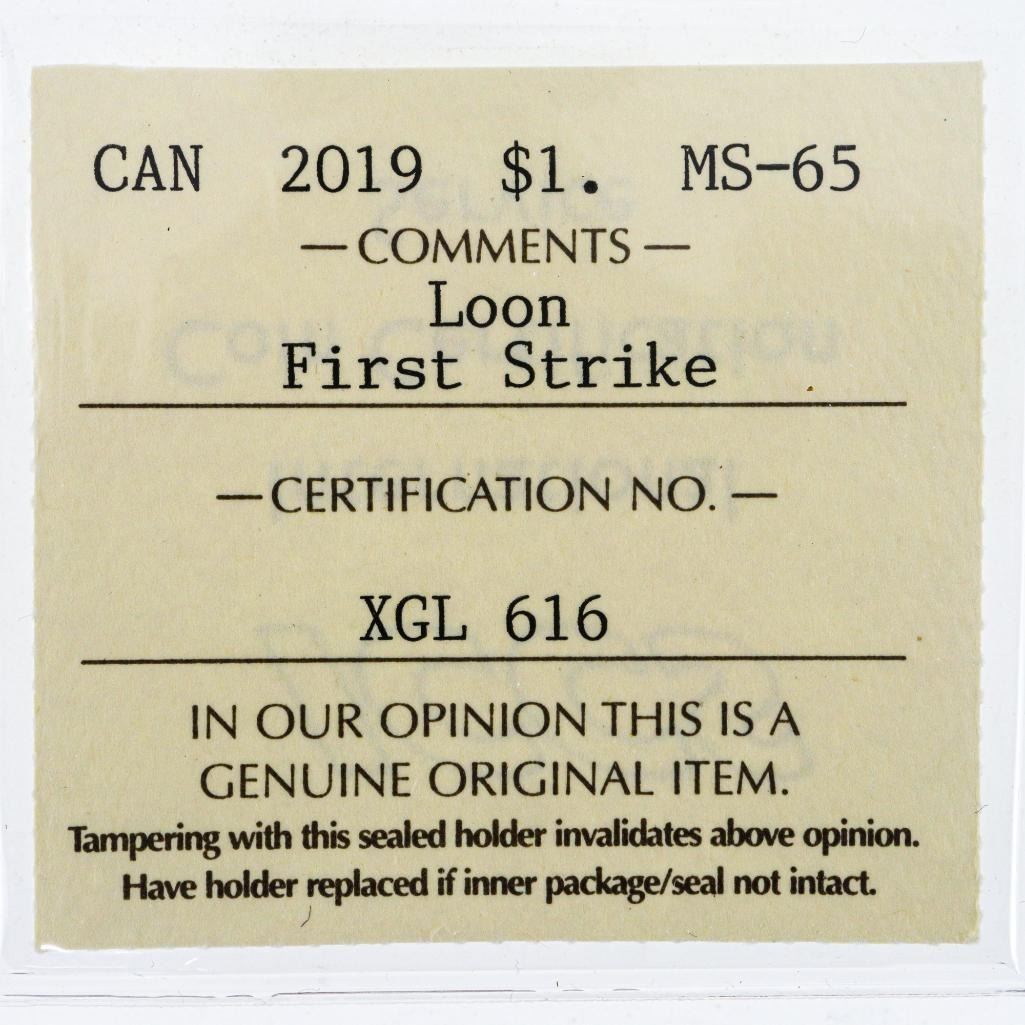 CAN 2019 $1. MS-65
— COMMENTS —
Loon
First Strike
— CERTIFICATION NO. —
XGL 616
IN OUR OPINION THIS IS A
GENUINE ORIGINAL ITEM.
Tampering with this sealed holder invalidates above opinion.
Have holder replaced if inner package/seal not intact.